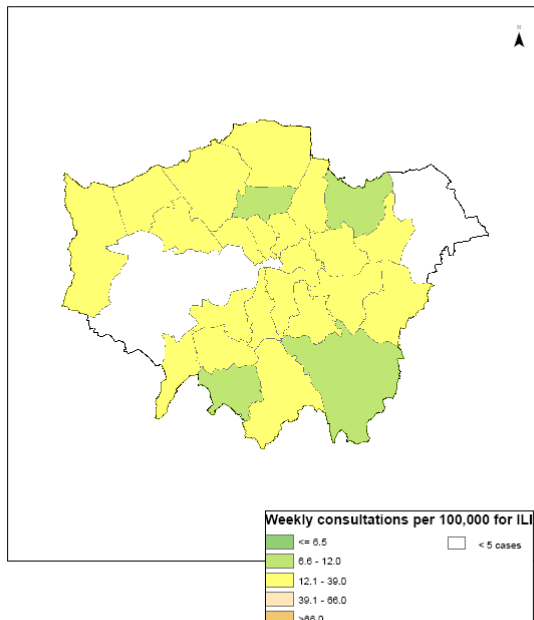 N
Weekly consultations per 100,000 for ILI
<= 6.5
< 5 cases
6.6 - 12.0
12.1 - 39.0
39.1 - 66.0
>66.0